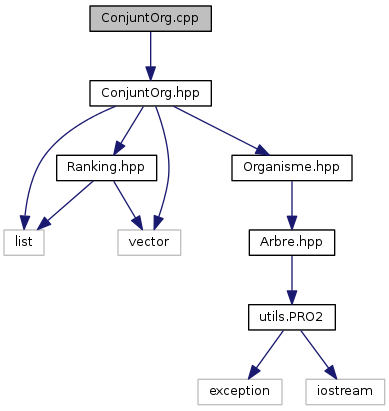 ConjuntOrg.cpp
ConjuntOrg.hpp
Ranking.hpp
Organisme.hpp
list
vector
Arbre.hpp
utils.PRO2
exception
iostream